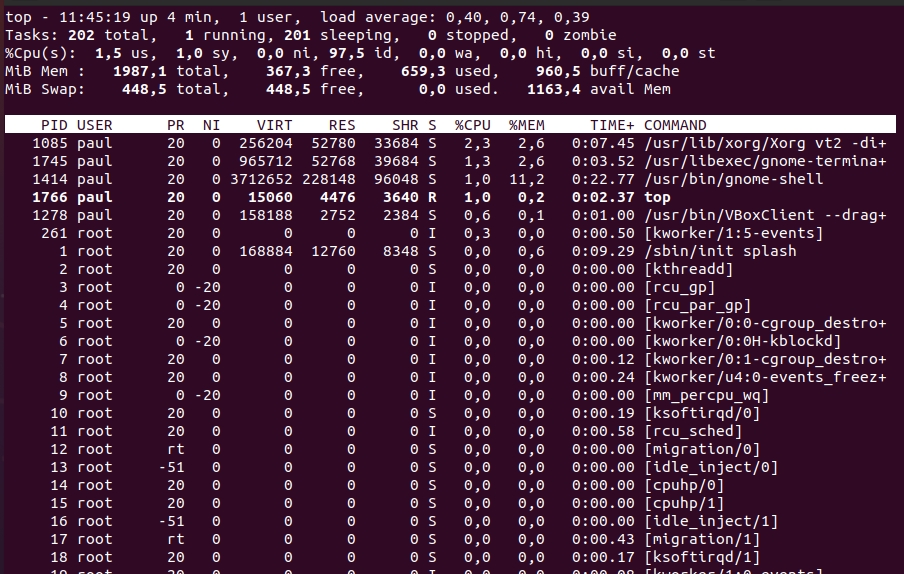 top - 11:45:19 up 4 min,  1 user,  load average: 0,40, 0,74, 0,39
Tasks: 202 total,   1 running, 201 sleeping,   0 stopped,   0 zombie
%Cpu(s):  1,5 us,  1,0 sy,  0,0 ni, 97,5 id,  0,0 wa,  0,0 hi,  0,0 si,  0,0 st
MiB Mem :   1987,1 total,    367,3 free,    659,3 used,    960,5 buff/cache
MiB Swap:    448,5 total,    448,5 free,      0,0 used.   1163,4 avail Mem
PID USER      PR  NI    VIRT    RES    SHR S  %CPU  %MEM     TIME+ COMMAND
1085 paul      20   0  256204  52780  33684 S   2,3   2,6   0:07.45 /usr/lib/xorg/Xorg vt2 -di+
1745 paul      20   0  965712  52768  39684 S   1,3   2,6   0:03.52 /usr/libexec/gnome-termina+
1414 paul      20   0 3712652 228148  96048 S   1,0  11,2   0:22.77 /usr/bin/gnome-shell
1766 paul      20   0   15060   4476   3640 R   1,0   0,2   0:02.37 top
1278 paul      20   0  158188   2752   2384 S   0,6   0,1   0:01.00 /usr/bin/VBoxClient --drag+
261 root      20   0       0      0      0 I   0,3   0,0   0:00.50 [kworker/1:5-events]
1 root      20   0  168884  12760   8348 S   0,0   0,6   0:09.29 /sbin/init splash
2 root      20   0       0      0      0 S   0,0   0,0   0:00.00 [kthreadd]
3 root       0 -20       0      0      0 I   0,0   0,0   0:00.00 [rcu_gp]
4 root       0 -20       0      0      0 I   0,0   0,0   0:00.00 [rcu_par_gp]
5 root      20   0       0      0      0 I   0,0   0,0   0:00.00 [kworker/0:0-cgroup_destro+
6 root       0 -20       0      0      0 I   0,0   0,0   0:00.00 [kworker/0:0H-kblockd]
7 root      20   0       0      0      0 I   0,0   0,0   0:00.12 [kworker/0:1-cgroup_destro+
8 root      20   0       0      0      0 I   0,0   0,0   0:00.24 [kworker/u4:0-events_freez+
9 root       0 -20       0      0      0 I   0,0   0,0   0:00.00 [mm_percpu_wq]
10 root      20   0       0      0      0 S   0,0   0,0   0:00.19 [ksoftirqd/0]
11 root      20   0       0      0      0 I   0,0   0,0   0:00.58 [rcu_sched]
12 root      rt   0       0      0      0 S   0,0   0,0   0:00.00 [migration/0]
13 root     -51   0       0      0      0 S   0,0   0,0   0:00.00 [idle_inject/0]
14 root      20   0       0      0      0 S   0,0   0,0   0:00.00 [cpuhp/0]
15 root      20   0       0      0      0 S   0,0   0,0   0:00.00 [cpuhp/1]
16 root     -51   0       0      0      0 S   0,0   0,0   0:00.00 [idle_inject/1]
17 root      rt   0       0      0      0 S   0,0   0,0   0:00.43 [migration/1]
18 root      20   0       0      0      0 S   0,0   0,0   0:00.17 [ksoftirqd/1]